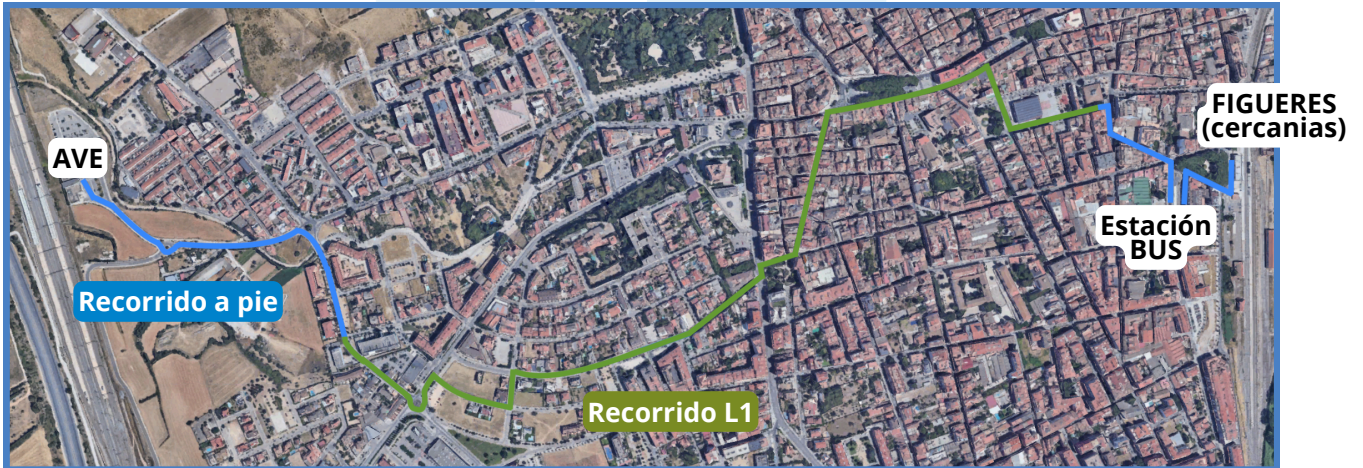 AVE
FIGUERES
(cercanias)
Estación
BUS
Recorrido a pie
Recorrido L1